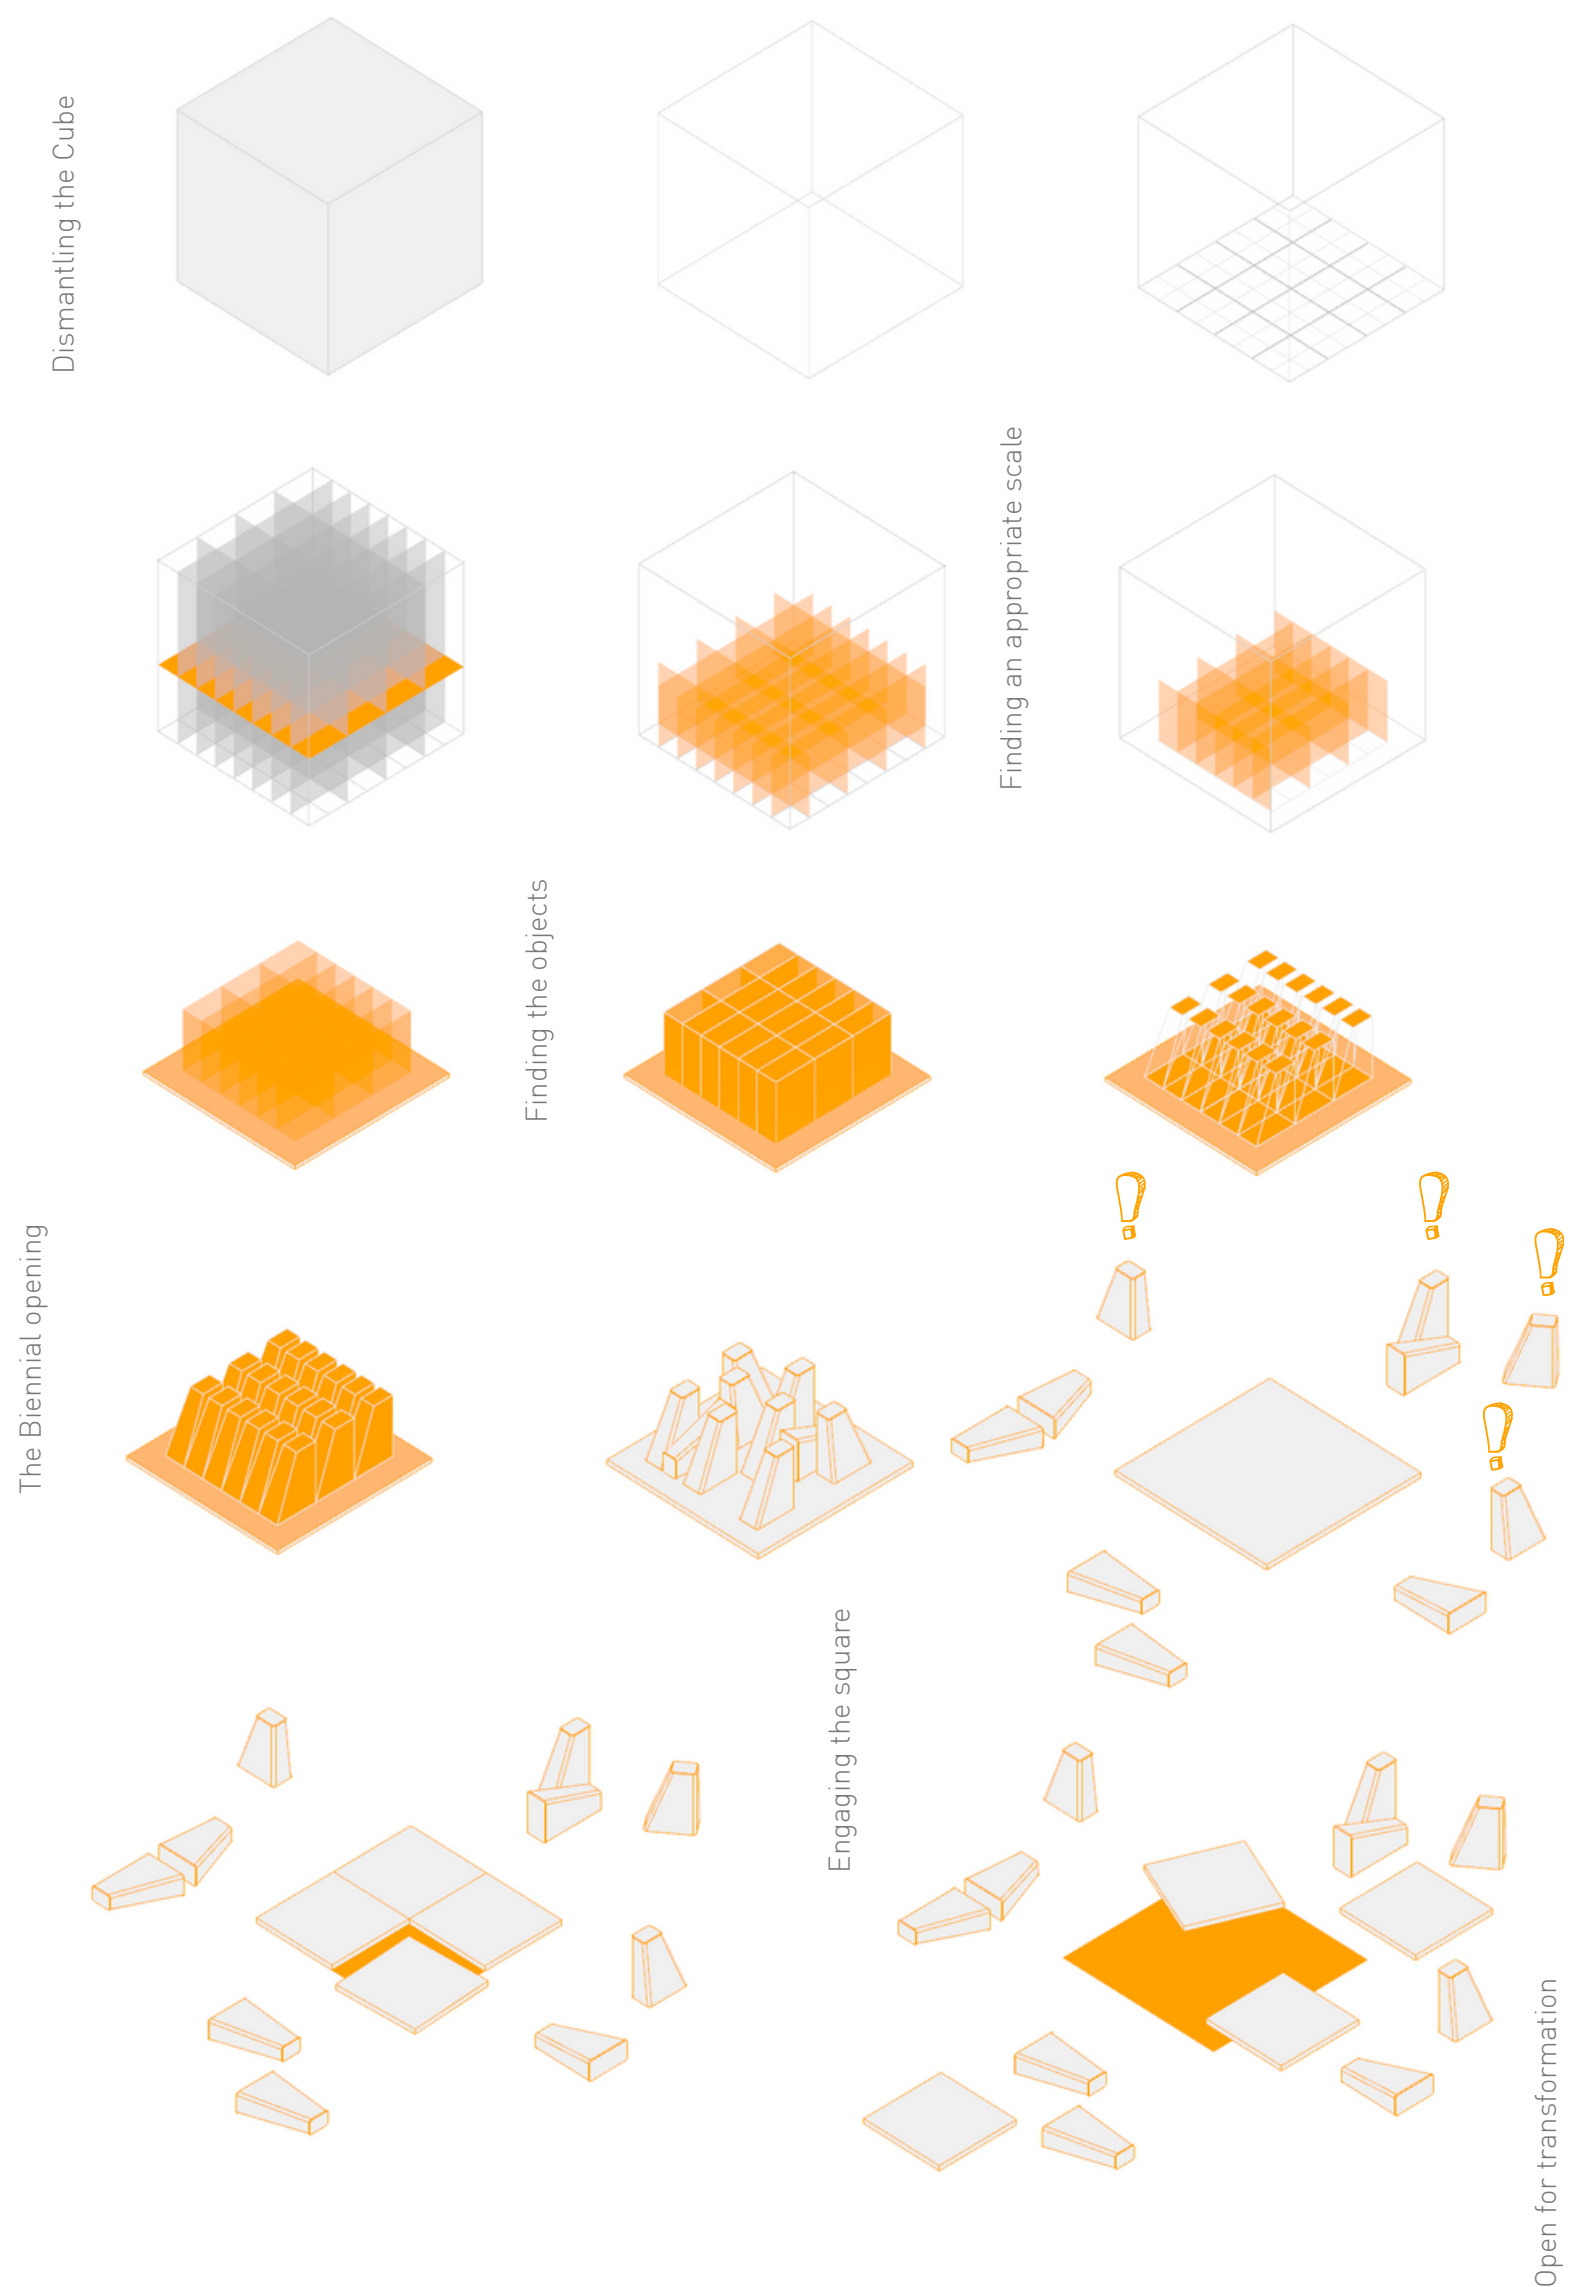 Dismantling the Cube
Finding an appropriate scale
Finding the objects
The Biennial opening
Engaging the square
Open for transformation